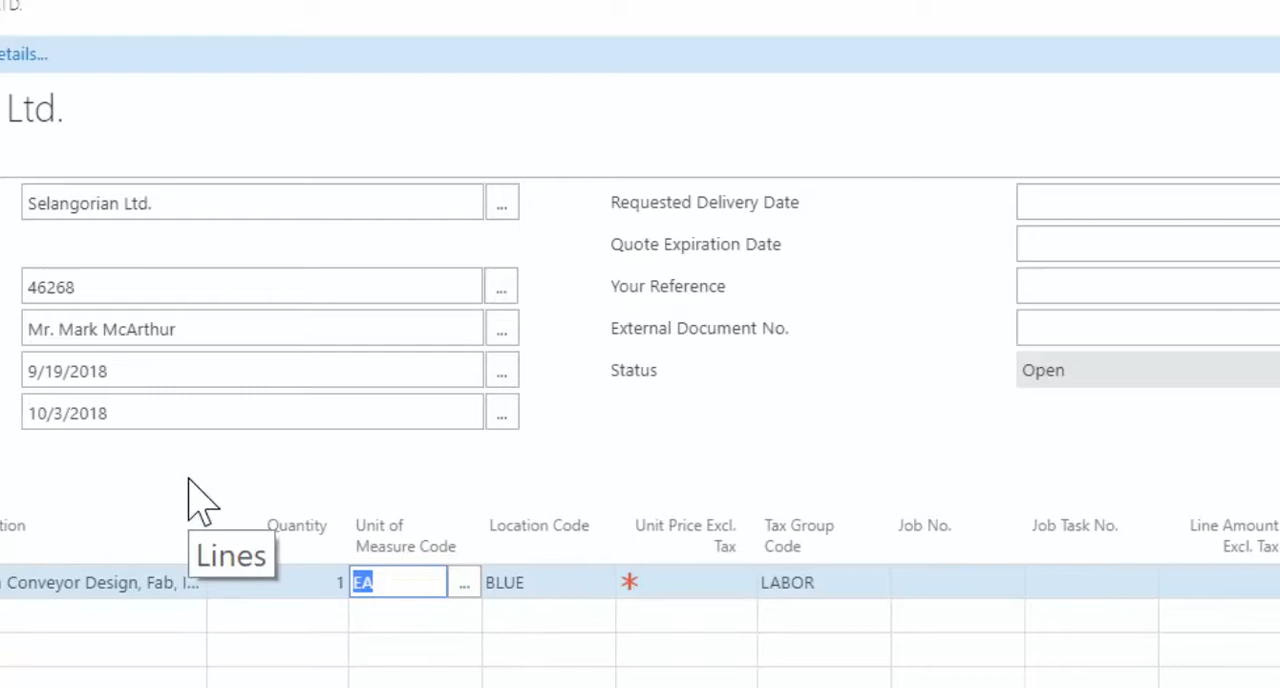 etails...
Ltd.
Selangorian Ltd. ...
Requested Delivery Date
Quote Expiration Date
46268 ...
Your Reference
Mr. Mark McArthur ...
External Document No.
9/19/2018 ...
Status Open
10/3/2018 ...
tion Quantity Unit of Measure Code Location Code Unit Price Excl. Tax Tax Group Code Job No. Job Task No. Line Amount Excl. Tax
Lines
Conveyor Design, Fab, I... 1 EA ... BLUE * LABOR